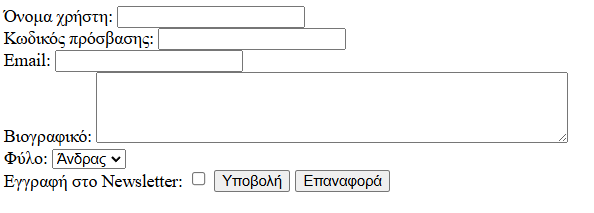 Όνομα χρήστη:
Κωδικός πρόσβασης:
Email:
Βιογραφικό:
Φύλο: Άνδρας
Εγγραφή στο Newsletter: Υποβολή Επαναφορά